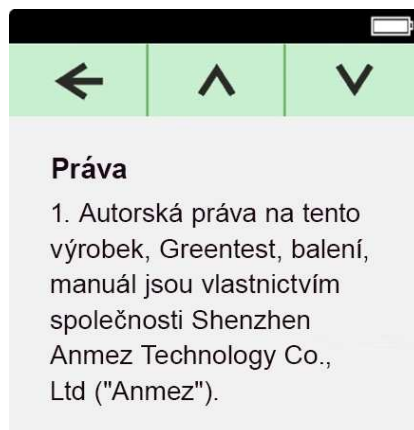 Práva
1. Autorská práva na tento
výrobek, Greentest, balení,
manuál jsou vlastnictvím
společnosti Shenzhen
Anmez Technology Co.,
Ltd ("Anmez").